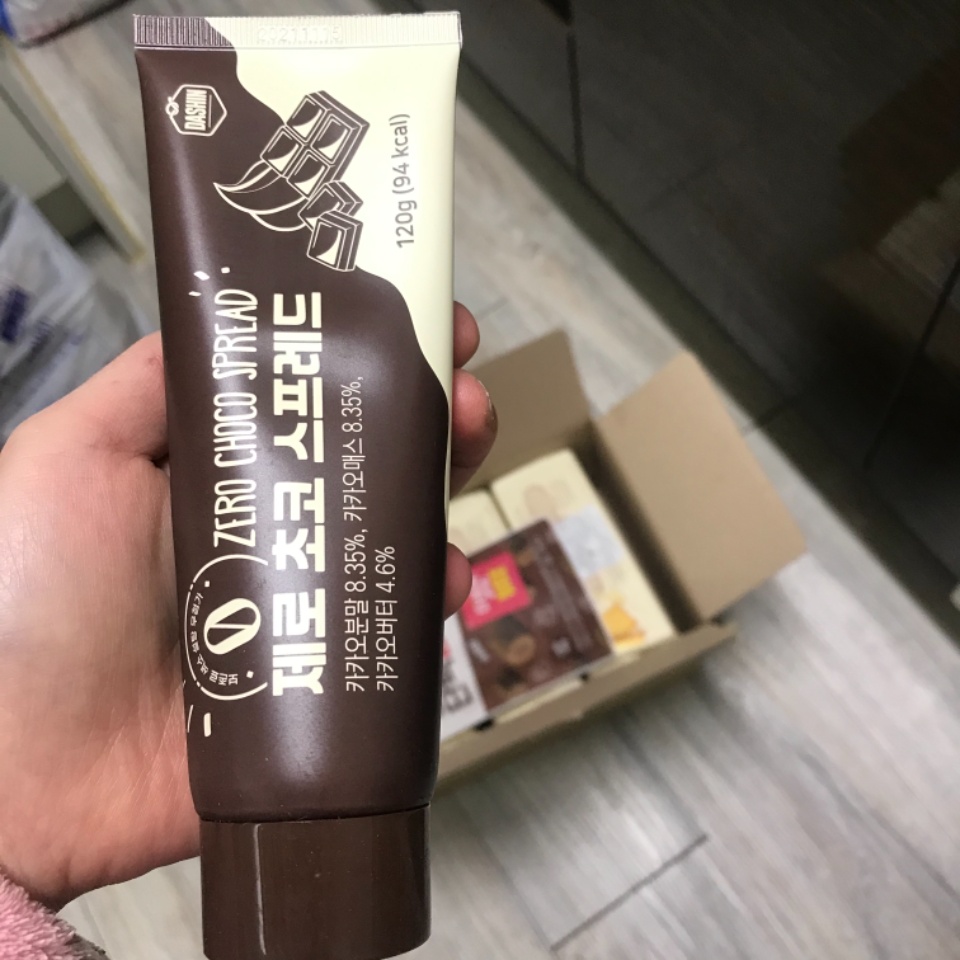 DASHIN
120g (94 kcal)
ZERO CHOCO SPREAD
제로 초코 스프레드
카카오분말 8.35%, 카카오매스 8.35%,
카카오버터 4.6%